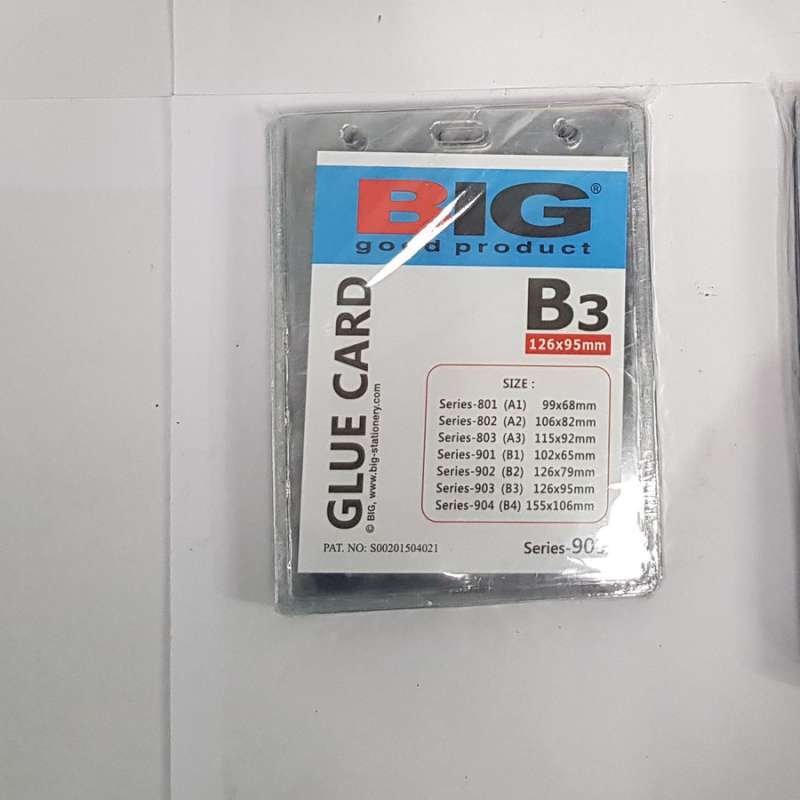 BIG®
good product
GLUE CARD
© BIG, www.big-stationery.com
B3
126x95mm
SIZE :
Series-801 (A1) 99x68mm
Series-802 (A2) 106x82mm
Series-803 (A3) 115x92mm
Series-901 (B1) 102x65mm
Series-902 (B2) 126x79mm
Series-903 (B3) 126x95mm
Series-904 (B4) 155x106mm
PAT. NO: S00201504021
Series-903